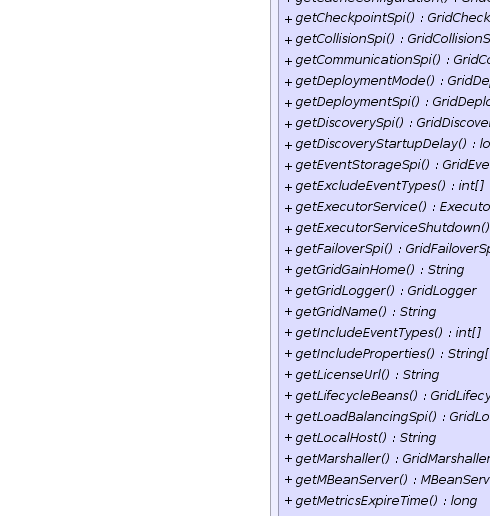 + getCheckpointSpi() : GridCheck
+ getCollisionSpi() : GridCollisionS
+ getCommunicationSpi() : GridCo
+ getDeploymentMode() : GridDe
+ getDeploymentSpi() : GridDeplo
+ getDiscoverySpi() : GridDiscove
+ getDiscoveryStartupDelay() : lo
+ getEventStorageSpi() : GridEve
+ getExcludeEventTypes() : int[]
+ getExecutorService() : Executo
+ getExecutorServiceShutdown()
+ getFailoverSpi() : GridFailoverSp
+ getGridGainHome() : String
+ getGridLogger() : GridLogger
+ getGridName() : String
+ getIncludeEventTypes() : int[]
+ getIncludeProperties() : String[
+ getLicenseUrl() : String
+ getLifecycleBeans() : GridLifecy
+ getLoadBalancingSpi() : GridLo
+ getLocalHost() : String
+ getMarshaller() : GridMarshaller
+ getMBeanServer() : MBeanServ
+ getMetricsExpireTime() : long